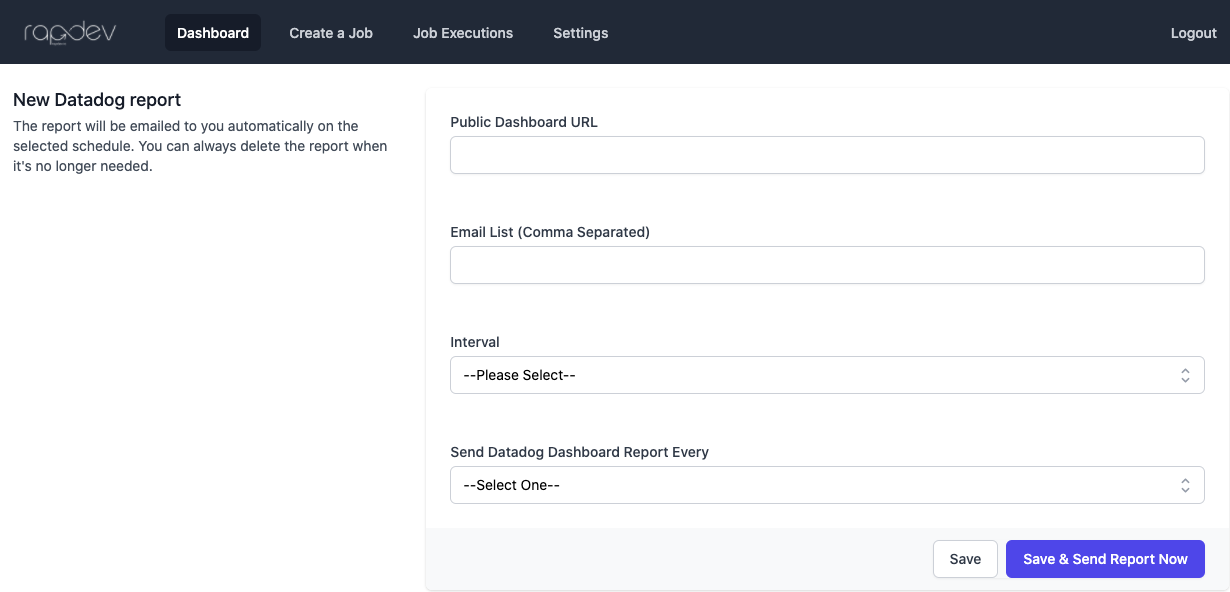 rapdev
Dashboard
Create a Job
Job Executions
Settings
Logout
New Datadog report
The report will be emailed to you automatically on the
selected schedule. You can always delete the report when
it's no longer needed.
Public Dashboard URL
Email List (Comma Separated)
Interval
--Please Select--
Send Datadog Dashboard Report Every
--Select One--
Save
Save & Send Report Now